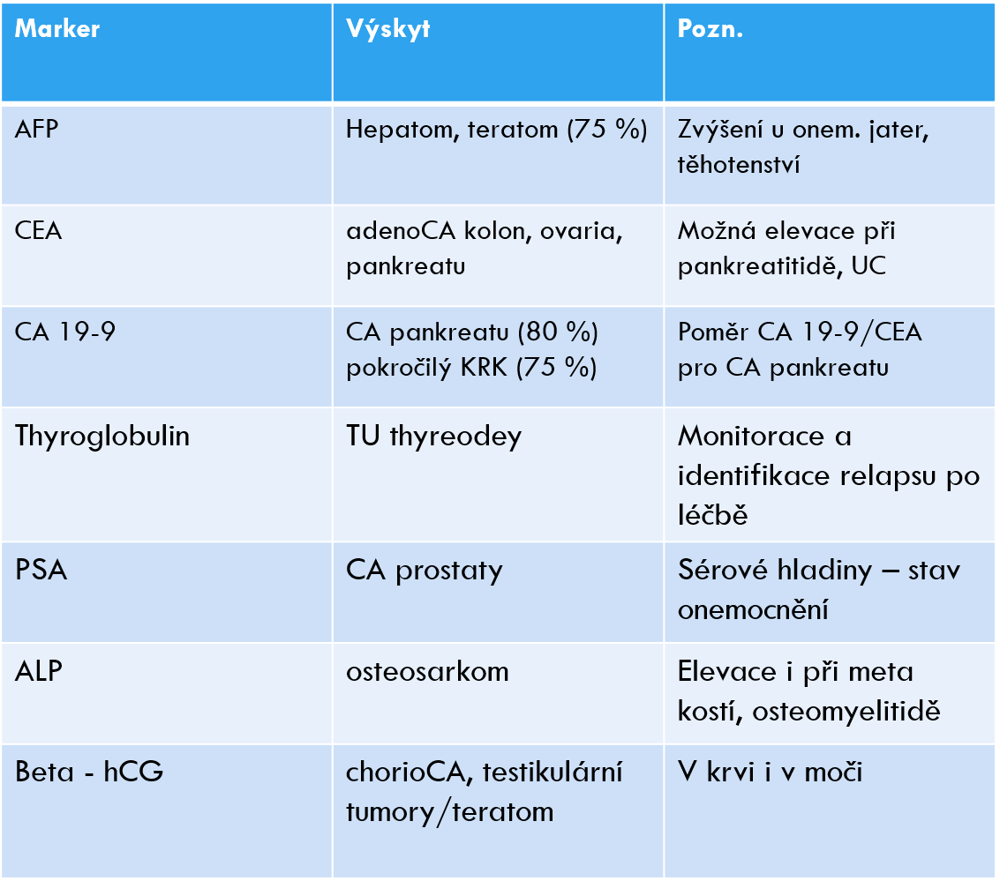 Marker
Výskyt
Pozn.
AFP
Hepatom, teratom (75 %)
Zvýšení u onem. jater,
těhotenství
CEA
adenoCA kolon, ovaria,
pankreatu
Možná elevace při
pankreatitidě, UC
CA 19-9
CA pankreatu (80 %)
pokročilý KRK (75 %)
Poměr CA 19-9/CEA
pro CA pankreatu
Thyroglobulin
TU thyreodey
Monitorace a
identifikace relapsu po
léčbě
PSA
CA prostaty
Sérové hladiny – stav
onemocnění
ALP
osteosarkom
Elevace i při meta
kostí, osteomyelitidě
Beta - hCG
chorioCA, testikulární
tumory/teratom
V krvi i v moči